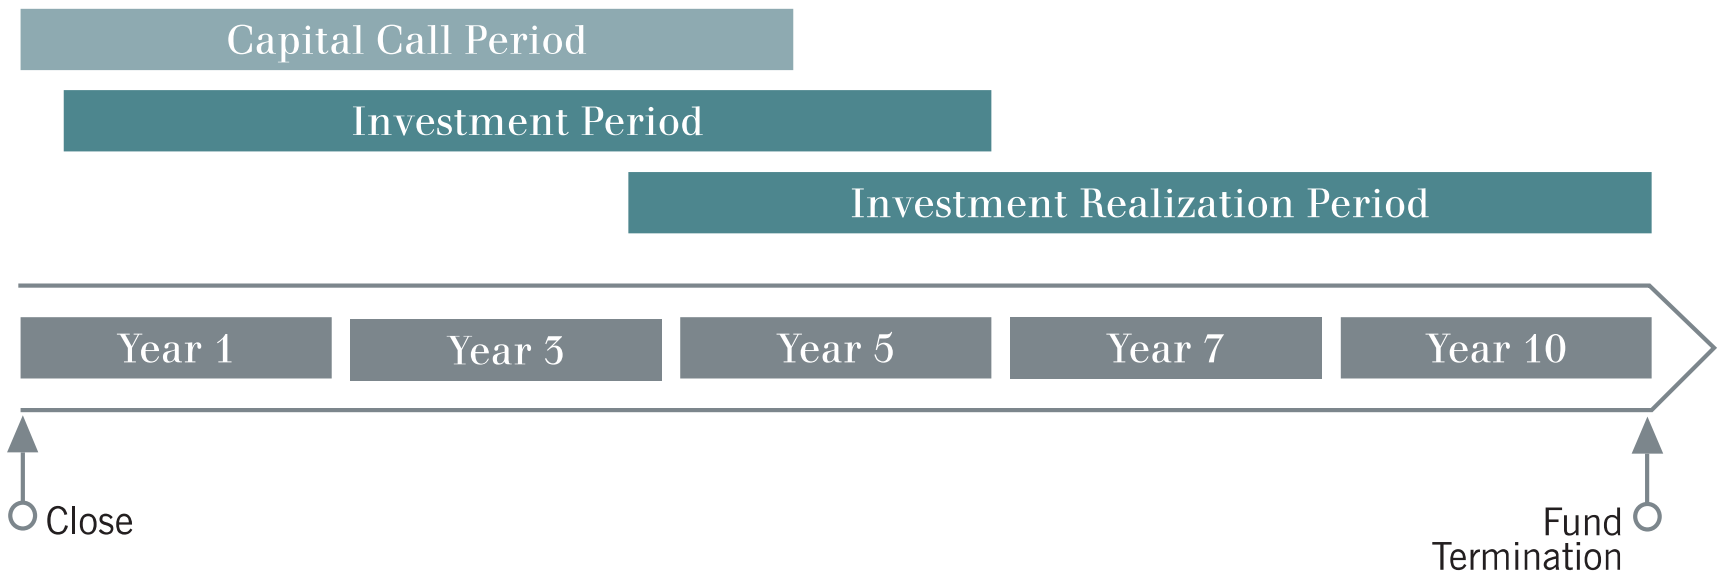 Capital Call Period
Investment Period
Investment Realization Period
Year 1
Year 3
Year 5
Year 7
Year 10
Close
Fund
Termination